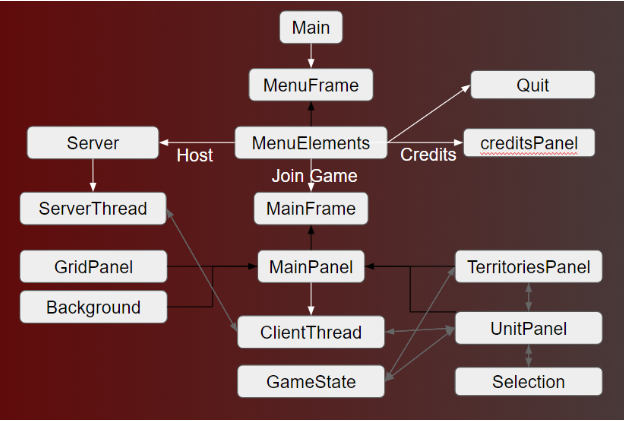 Main
MenuFrame
Quit
Server
MenuElements
creditsPanel
Host
Credits
Join Game
ServerThread
MainFrame
GridPanel
MainPanel
TerritoriesPanel
Background
ClientThread
UnitPanel
GameState
Selection